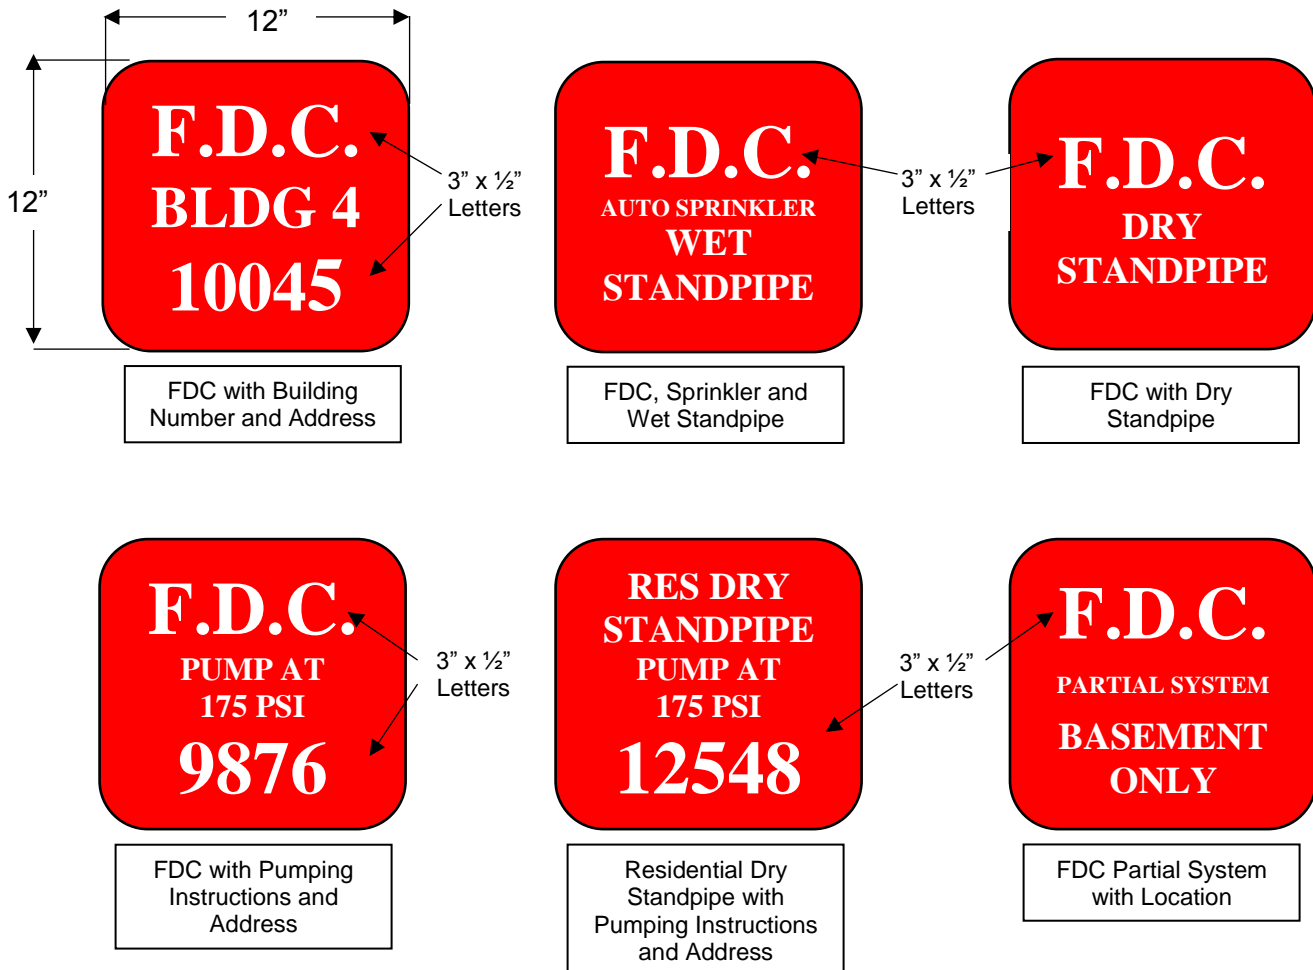 12”
12”
F.D.C.
BLDG 4
10045
3” x ½”
Letters
F.D.C.
AUTO SPRINKLER
WET
STANDPIPE
3” x ½”
Letters
F.D.C.
DRY
STANDPIPE
FDC with Building
Number and Address
FDC, Sprinkler and
Wet Standpipe
FDC with Dry
Standpipe
F.D.C.
PUMP AT
175 PSI
9876
3” x ½”
Letters
RES DRY
STANDPIPE
PUMP AT
175 PSI
12548
3” x ½”
Letters
F.D.C.
PARTIAL SYSTEM
BASEMENT
ONLY
FDC with Pumping
Instructions and
Address
Residential Dry
Standpipe with
Pumping Instructions
and Address
FDC Partial System
with Location